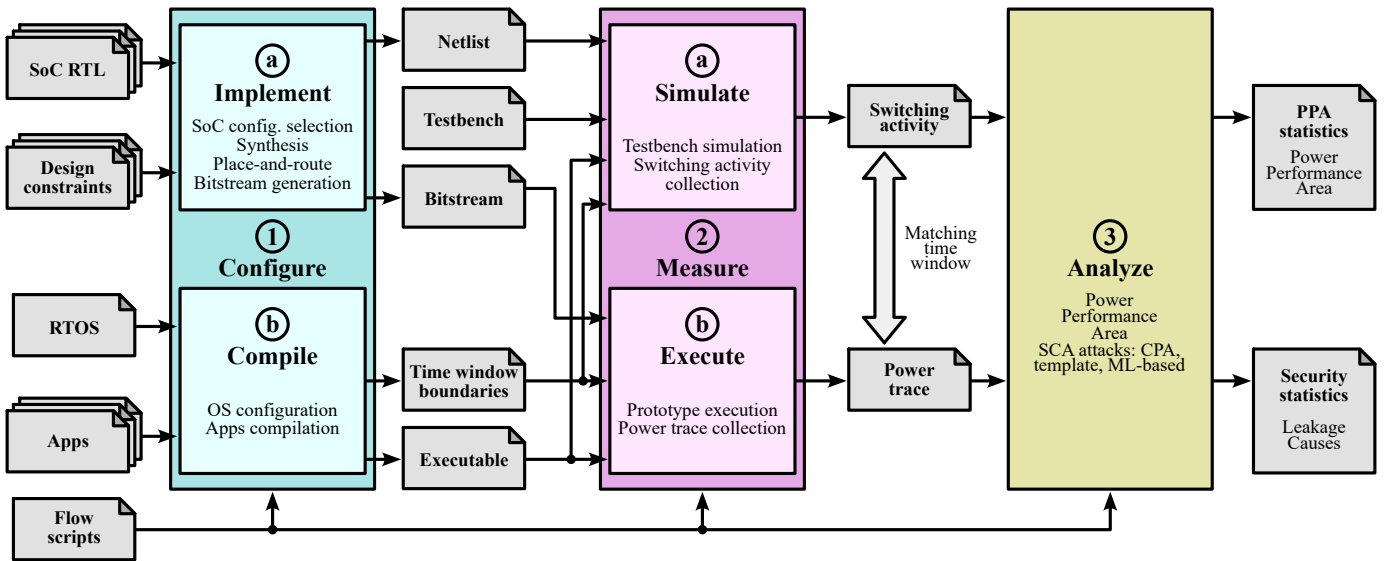 SoC RTL
Design
constraints
RTOS
Apps
Flow
scripts
a
Implement
SoC config. selection
Synthesis
Place-and-route
Bitstream generation
1
Configure
b
Compile
OS configuration
Apps compilation
Netlist
Testbench
Bitstream
Time window
boundaries
Executable
a
Simulate
Testbench simulation
Switching activity
collection
2
Measure
b
Execute
Prototype execution
Power trace collection
Switching
activity
Matching
time
window
Power
trace
3
Analyze
Power
Performance
Area
SCA attacks: CPA,
template, ML-based
PPA
statistics
Power
Performance
Area
Security
statistics
Leakage
Causes